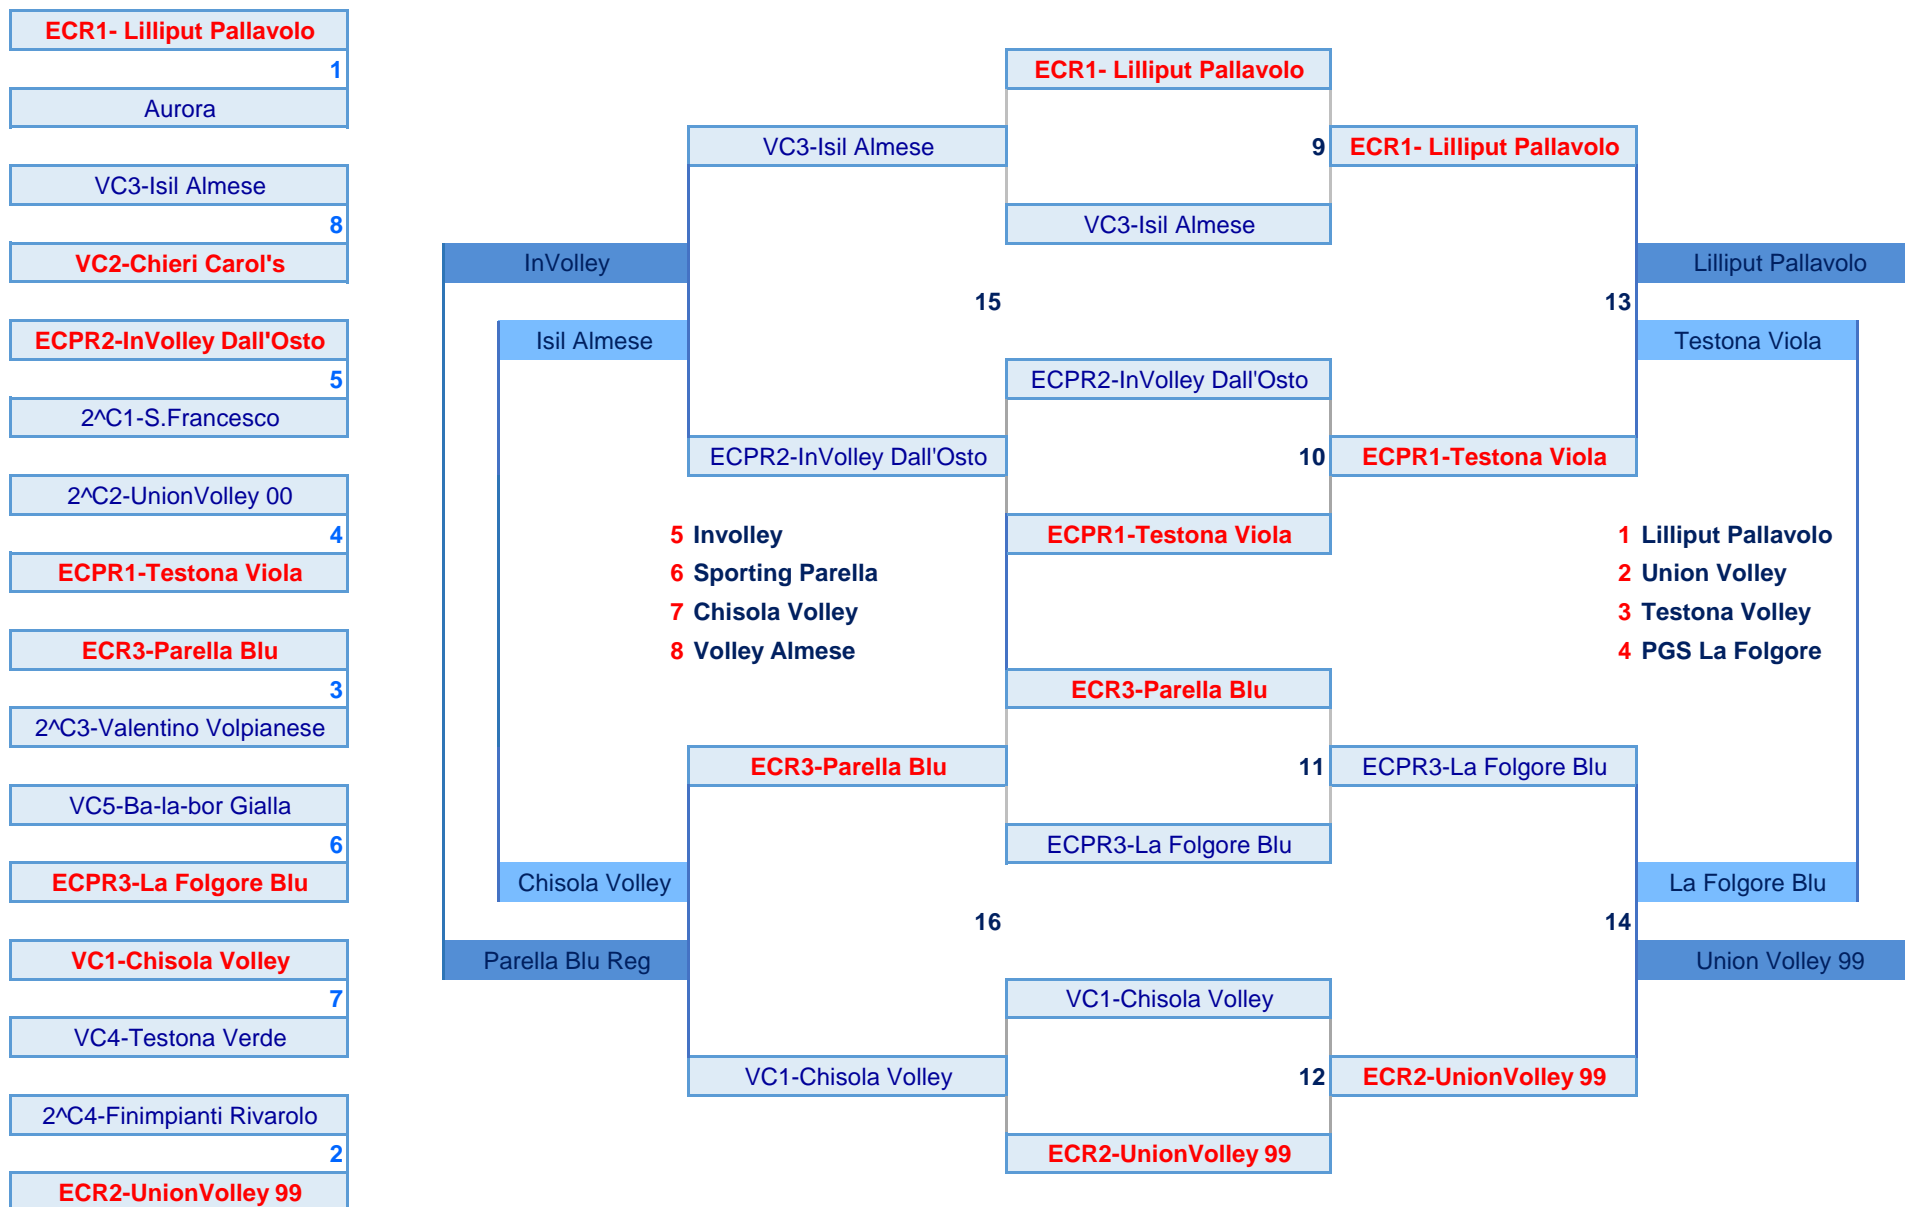 ECR1- Lilliput Pallavolo
1
Aurora
VC3-Isil Almese
8
VC2-Chieri Carol's
ECPR2-InVolley Dall'Osto
5
2^C1-S.Francesco
2^C2-UnionVolley 00
4
ECPR1-Testona Viola
ECR3-Parella Blu
3
2^C3-Valentino Volpianese
VC5-Ba-la-bor Gialla
6
ECPR3-La Folgore Blu
VC1-Chisola Volley
7
VC4-Testona Verde
2^C4-Finimpianti Rivarolo
2
ECR2-UnionVolley 99
InVolley
Isil Almese
Chisola Volley
Parella Blu Reg
VC3-Isil Almese
15
ECPR2-InVolley Dall'Osto
5 Involley
6 Sporting Parella
7 Chisola Volley
8 Volley Almese
ECR3-Parella Blu
16
VC1-Chisola Volley
ECR1- Lilliput Pallavolo
9
VC3-Isil Almese
ECPR2-InVolley Dall'Osto
10
ECPR1-Testona Viola
ECR3-Parella Blu
11
ECPR3-La Folgore Blu
VC1-Chisola Volley
12
ECR2-UnionVolley 99
ECR1- Lilliput Pallavolo
13
ECPR1-Testona Viola
ECPR3-La Folgore Blu
14
ECR2-UnionVolley 99
Lilliput Pallavolo
Testona Viola
1 Lilliput Pallavolo
2 Union Volley
3 Testona Volley
4 PGS La Folgore
La Folgore Blu
Union Volley 99